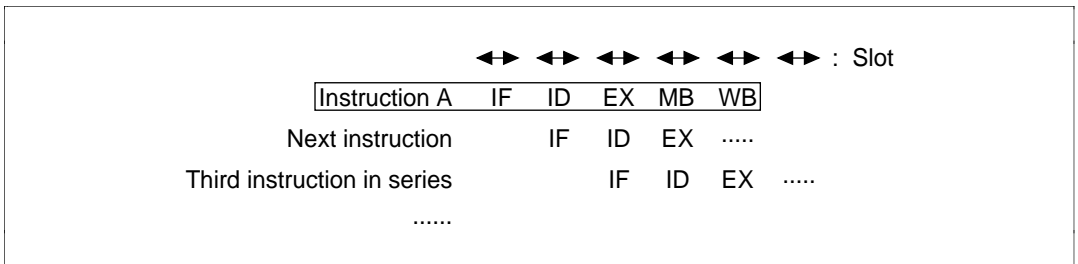 : Slot
Instruction A IF ID EX MB WB
Next instruction IF ID EX .....
Third instruction in series IF ID EX .....
......